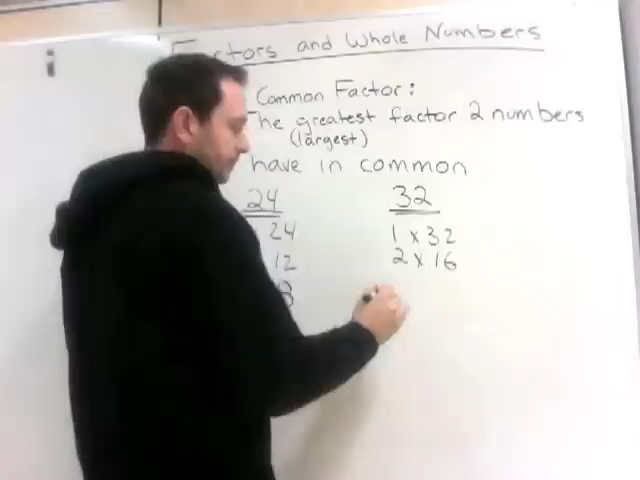 Factors and Whole Numbers
Common Factor:
The greatest factor 2 numbers
(largest)
have in common
24 32
24 1 x 32
12 2 x 16
8